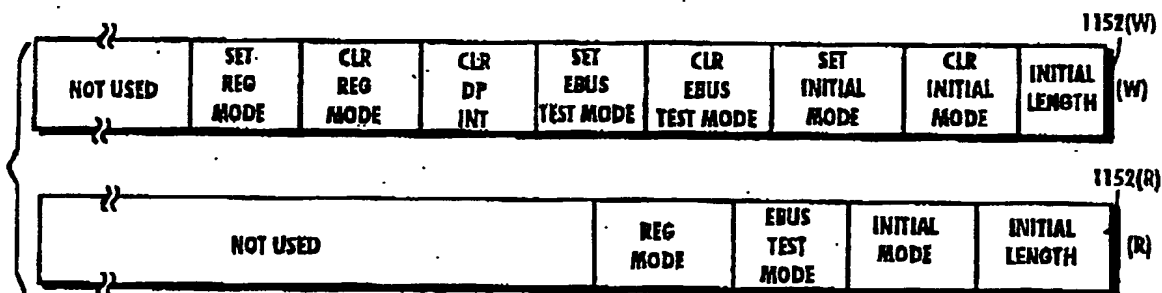 1152(W)
NOT USED
SET
REG
MODE
CLR
REG
MODE
CLR
DP
INT
SET
EBUS
TEST MODE
CLR
EBUS
TEST MODE
SET
INITIAL
MODE
CLR
INITIAL
MODE
INITIAL
LENGTH
(W)
1152(R)
NOT USED
REG
MODE
EBUS
TEST
MODE
INITIAL
MODE
INITIAL
LENGTH
(R)